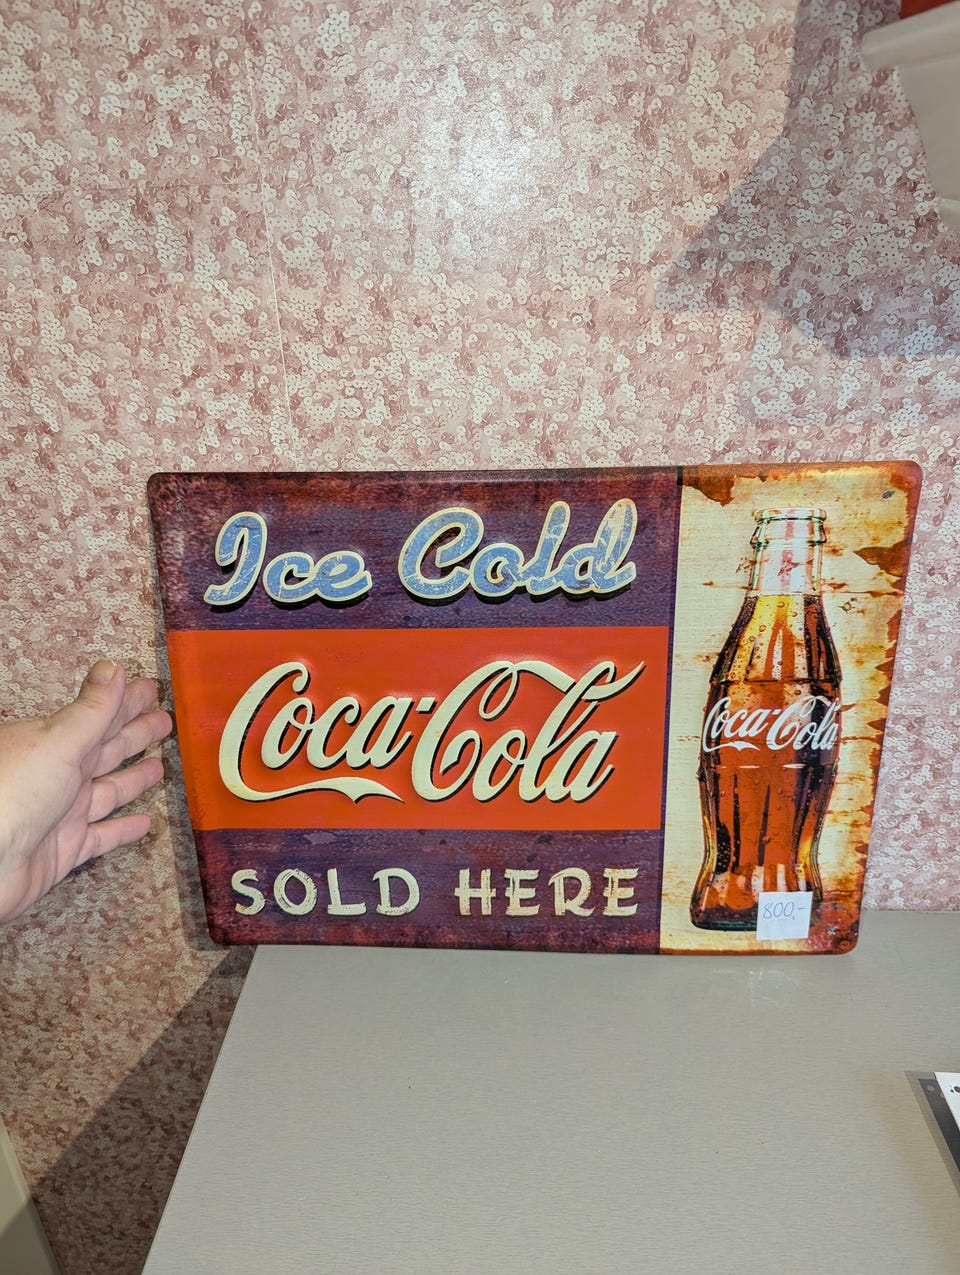 Ice Cold
Coca-Cola
SOLD HERE
Coca-Cola
800,-